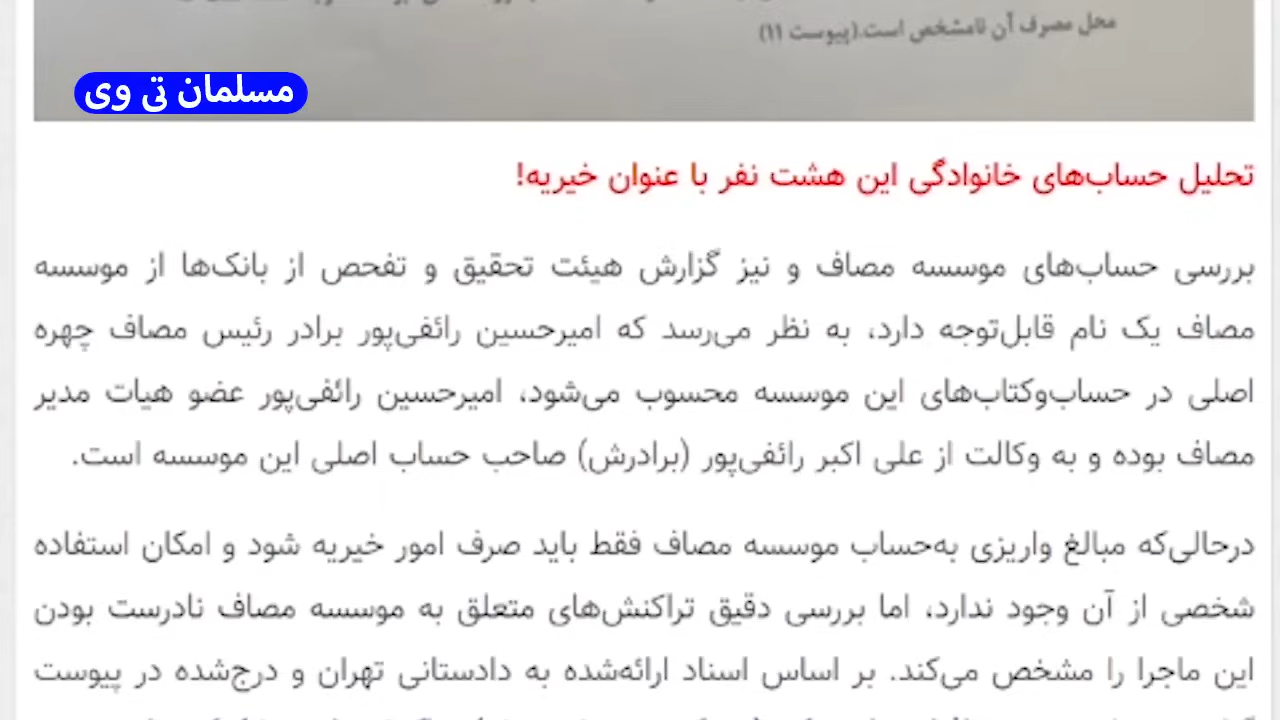 محل مصرف آن نامشخص است.(پیوست ۱۱)
مسلمان تی وی
تحلیل حساب‌های خانوادگی این هشت نفر با عنوان خیریه!
بررسی حساب‌های موسسه مصاف و نیز گزارش هیئت تحقیق و تفحص از بانک‌ها از موسسه
مصاف یک نام قابل‌توجه دارد، به نظر می‌رسد که امیرحسین رائفی‌پور برادر رئیس مصاف چهره
اصلی در حساب‌وکتاب‌های این موسسه محسوب می‌شود، امیرحسین رائفی‌پور عضو هیات مدیر
مصاف بوده و به وکالت از علی اکبر رائفی‌پور (برادرش) صاحب حساب اصلی این موسسه است.
درحالی‌که مبالغ واریزی به‌حساب موسسه مصاف فقط باید صرف امور خیریه شود و امکان استفاده
شخصی از آن وجود ندارد، اما بررسی دقیق تراکنش‌های متعلق به موسسه مصاف نادرست بودن
این ماجرا را مشخص می‌کند. بر اساس اسناد ارائه‌شده به دادستانی تهران و درج‌شده در پیوست